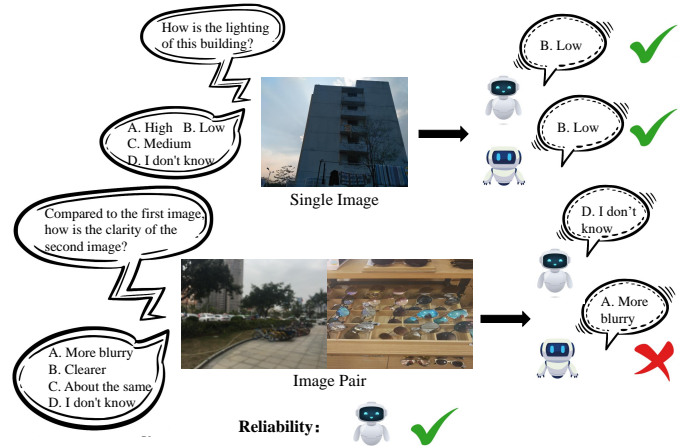 How is the lighting
of this building?
A. High B. Low
C. Medium
D. I don't know
Single Image
B. Low
B. Low
Compared to the first image,
how is the clarity of the
second image?
A. More blurry
B. Clearer
C. About the same
D. I don't know
Image Pair
D. I don't
know
A. More
blurry
Reliability: